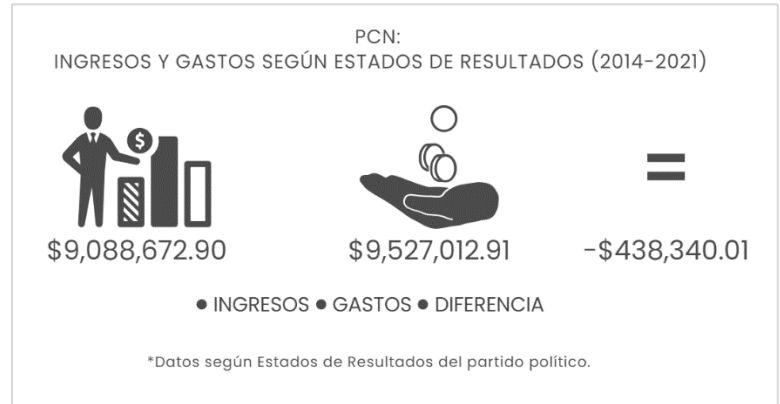 PCN:
INGRESOS Y GASTOS SEGÚN ESTADOS DE RESULTADOS (2014-2021)
$
$9,088,672.90 $9,527,012.91 -$438,340.01
● INGRESOS ● GASTOS ● DIFERENCIA
*Datos según Estados de Resultados del partido político.